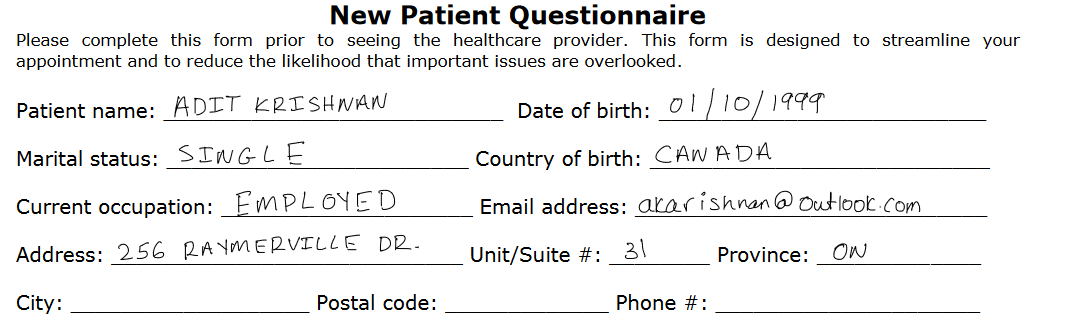 New Patient Questionnaire
Please complete this form prior to seeing the healthcare provider. This form is designed to streamline your
appointment and to reduce the likelihood that important issues are overlooked.
Patient name: ADIT KRISHNAN Date of birth: 01/10/1999
Marital status: SINGLE Country of birth: CANADA
Current occupation: EMPLOYED Email address: akarishnan@outlook.com
Address: 256 RAYMERVILLE DR. Unit/Suite #: 31 Province: ON
City: Postal code: Phone #: